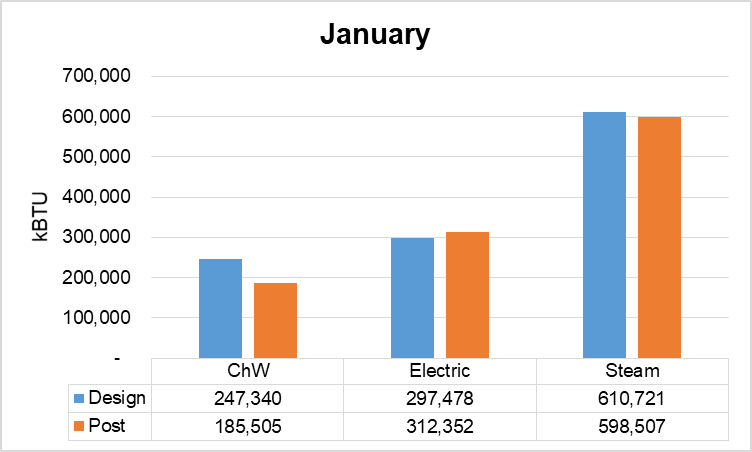 January
700,000
600,000
500,000
400,000
300,000
200,000
100,000
-
kBTU
ChW Electric Steam
Design 247,340 297,478 610,721
Post 185,505 312,352 598,507